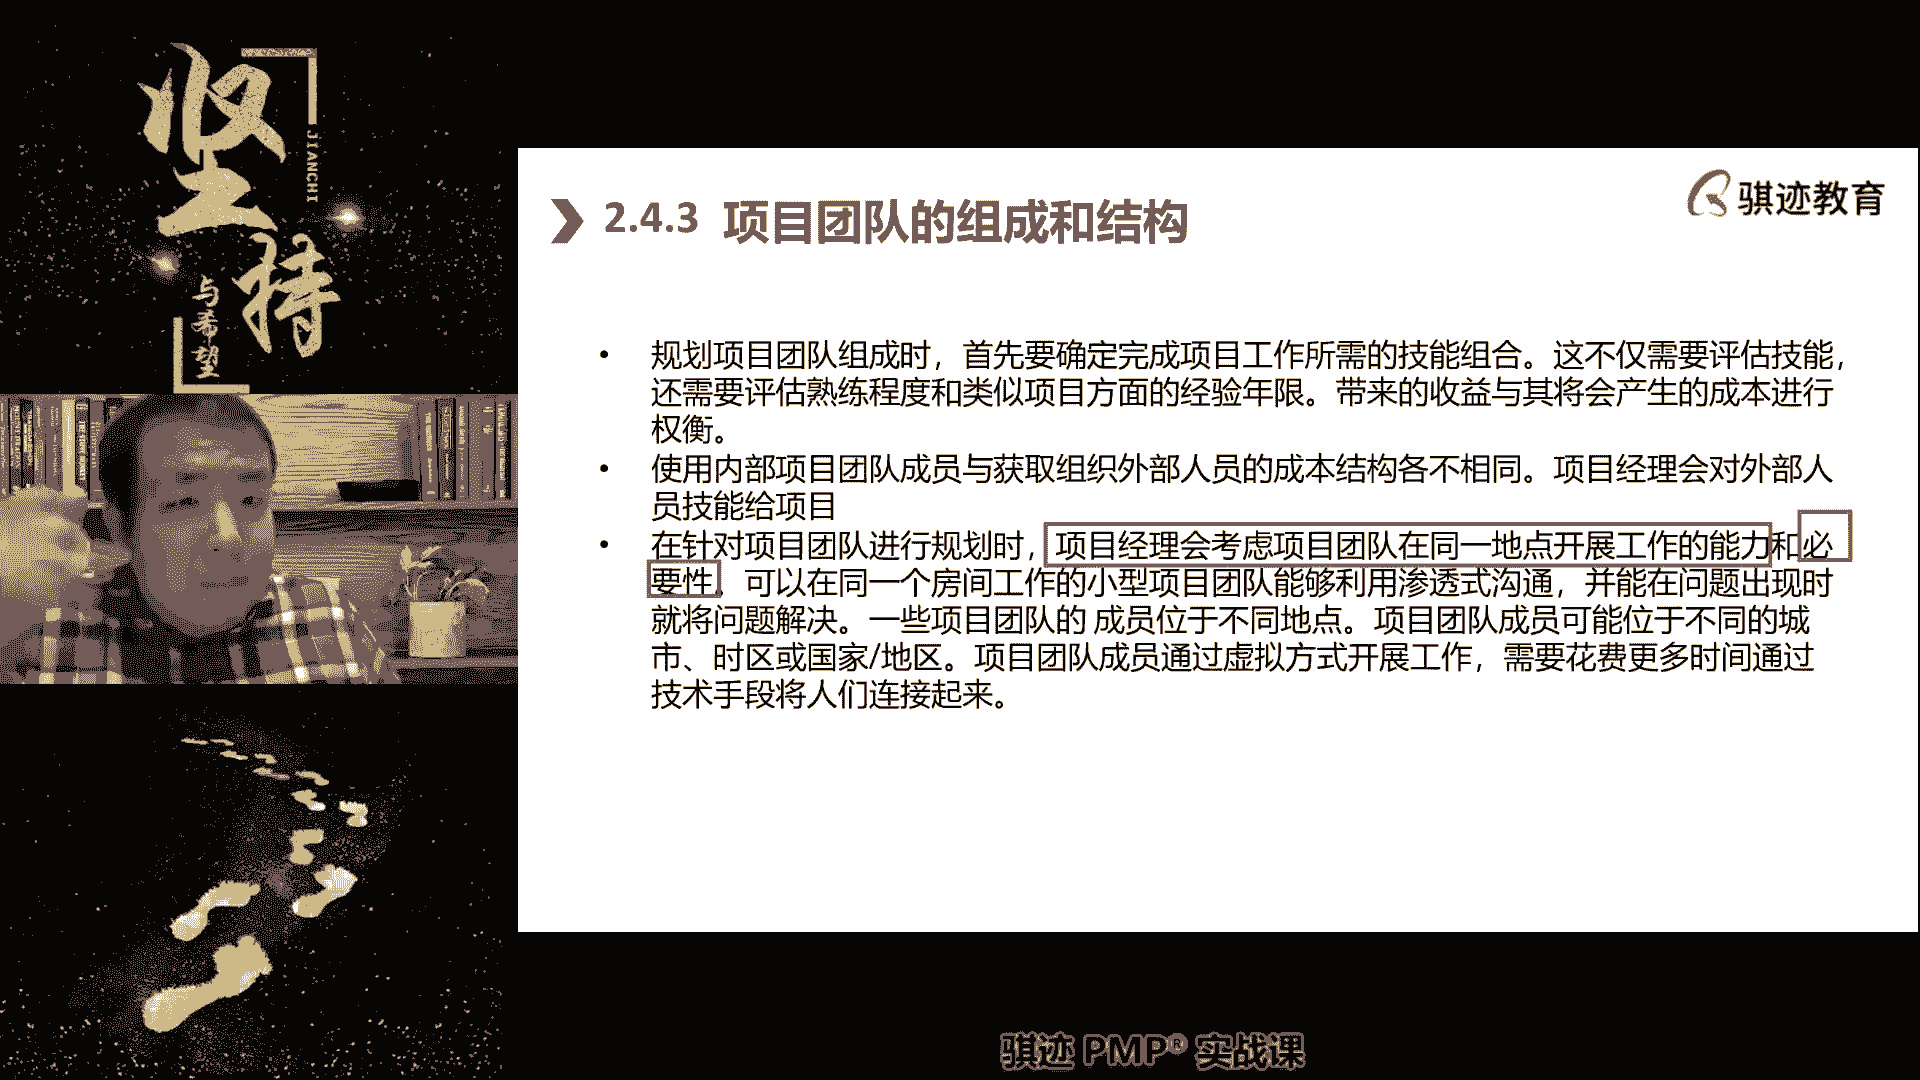 坚持
JIANCHI
与希望
骐迹教育
2.4.3 项目团队的组成和结构
• 规划项目团队组成时，首先要确定完成项目工作所需的技能组合。这不仅需要评估技能，
还需要评估熟练程度和类似项目方面的经验年限。带来的收益与其将会产生的成本进行
权衡。
• 使用内部项目团队成员与获取组织外部人员的成本结构各不相同。项目经理会对外部人
员技能给项目
• 在针对项目团队进行规划时，项目经理会考虑项目团队在同一地点开展工作的能力和必
要性。可以在同一个房间工作的小型项目团队能够利用渗透式沟通，并能在问题出现时
就将问题解决。一些项目团队的 成员位于不同地点。项目团队成员可能位于不同的城
市、时区或国家/地区。项目团队成员通过虚拟方式开展工作，需要花费更多时间通过
技术手段将人们连接起来。
骐迹 PMP® 实战课